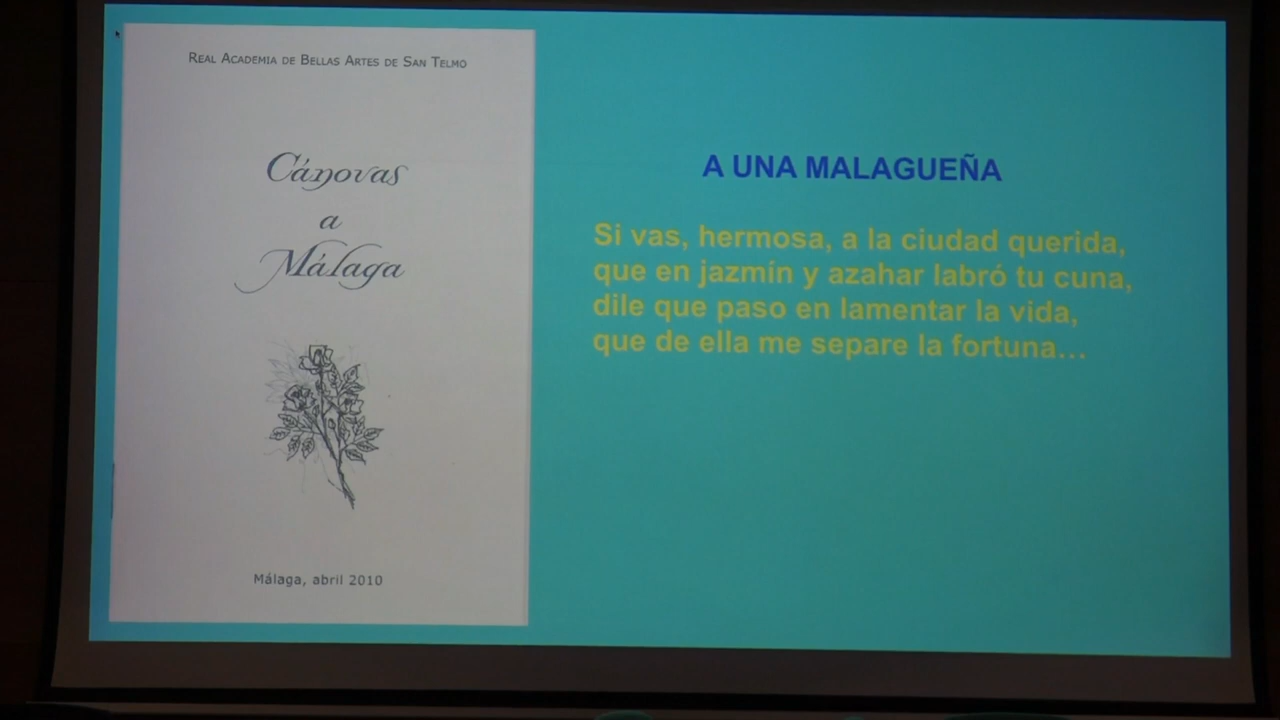 REAL ACADEMIA DE BELLAS ARTES DE SAN TELMO
Cánovas
a
Málaga
Málaga, abril 2010
A UNA MALAGUEÑA
Si vas, hermosa, a la ciudad querida,
que en jazmín y azahar labró tu cuna,
dile que paso en lamentar la vida,
que de ella me separe la fortuna...